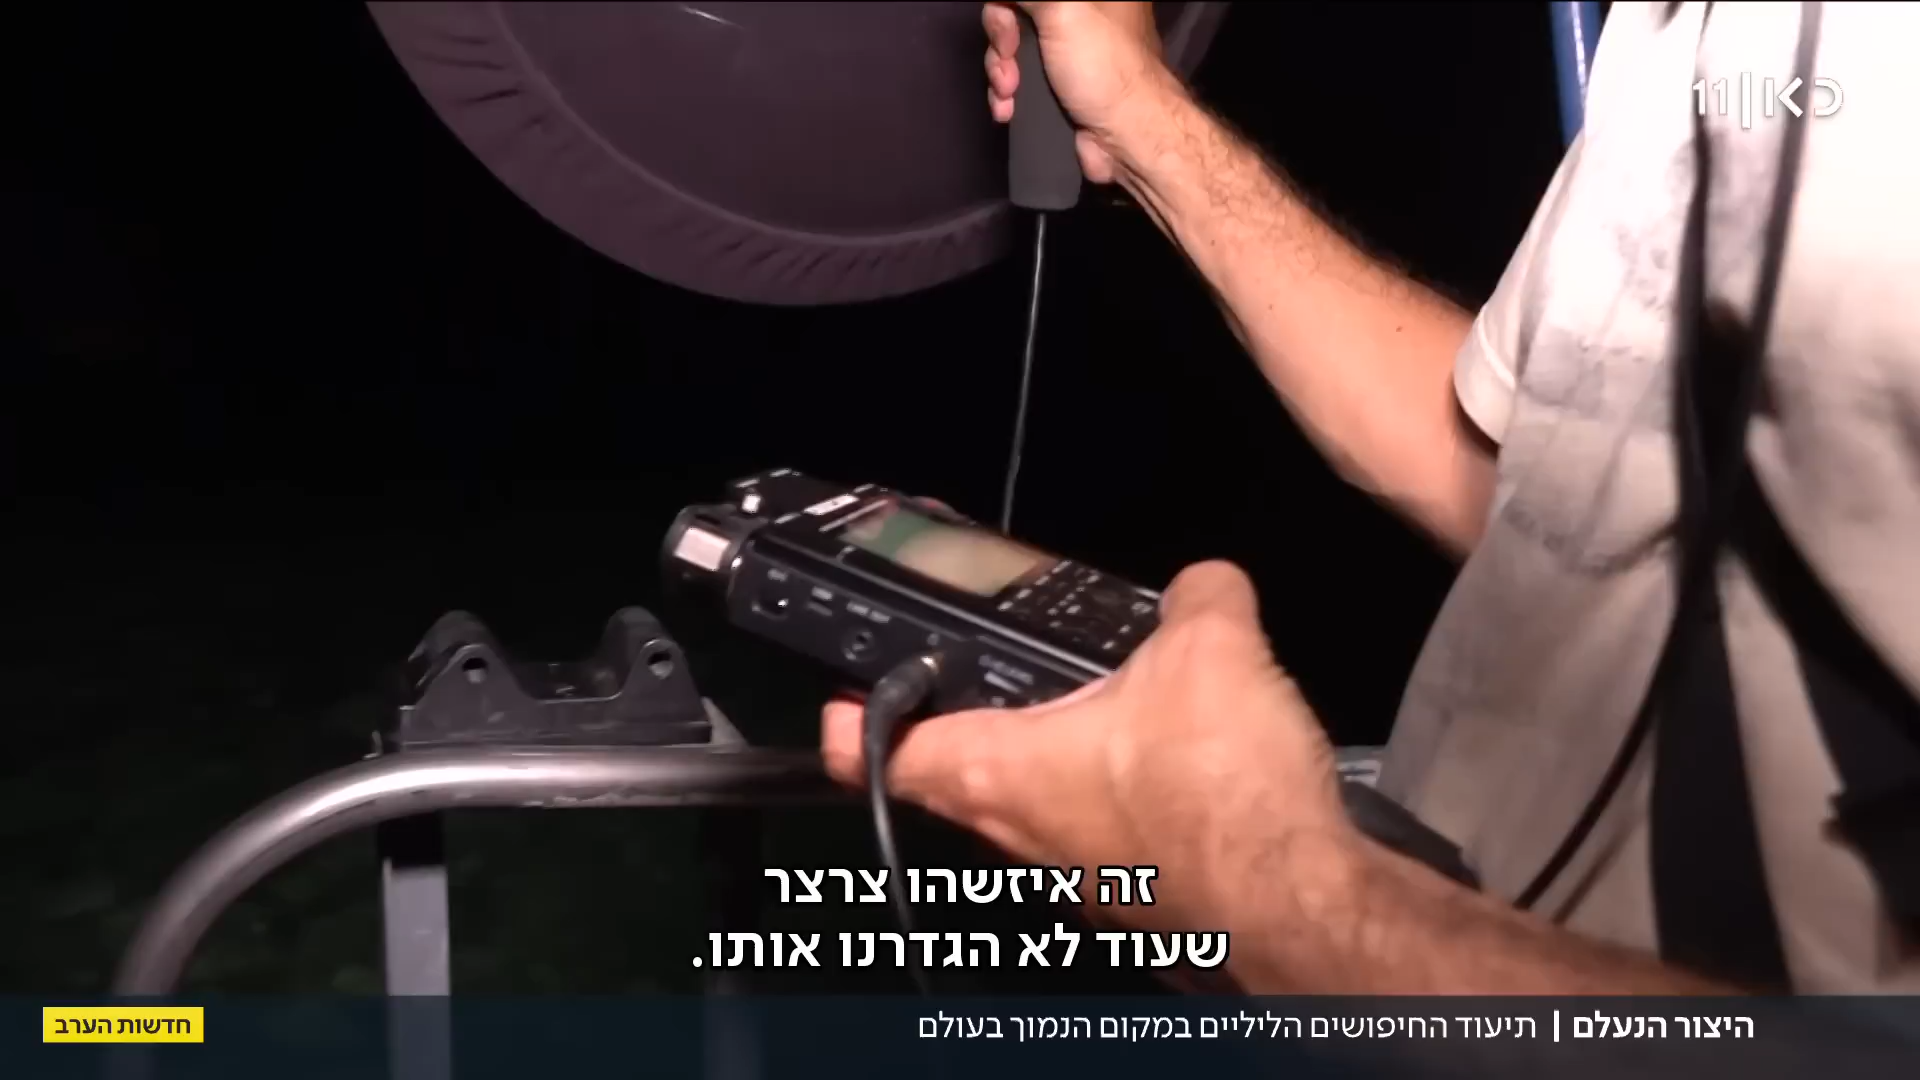 כאן|11
זה איזשהו צרצר
שעוד לא הגדרנו אותו.
היצור הנעלם | תיעוד החיפושים הליליים במקום הנמוך בעולם
חדשות הערב